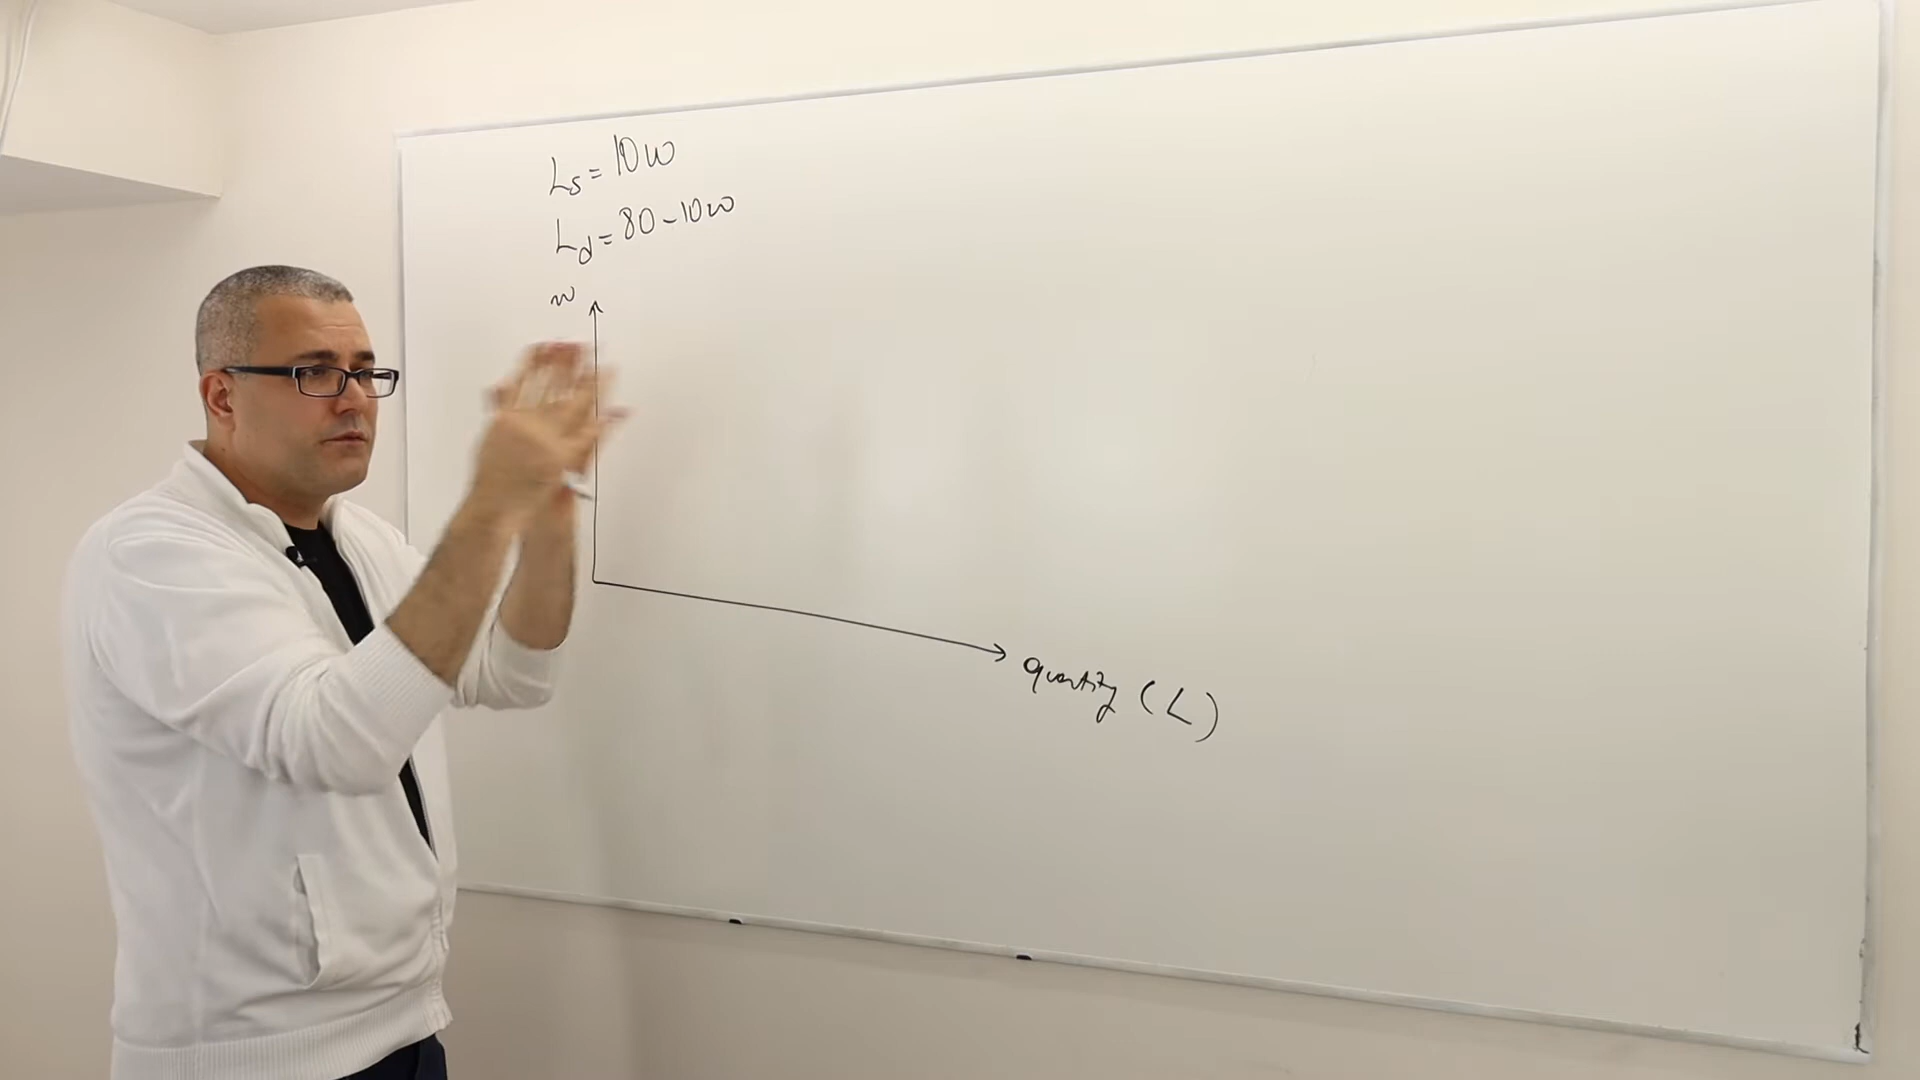 Ls = 10w
Ld = 80 - 10w
w
quantity (L)